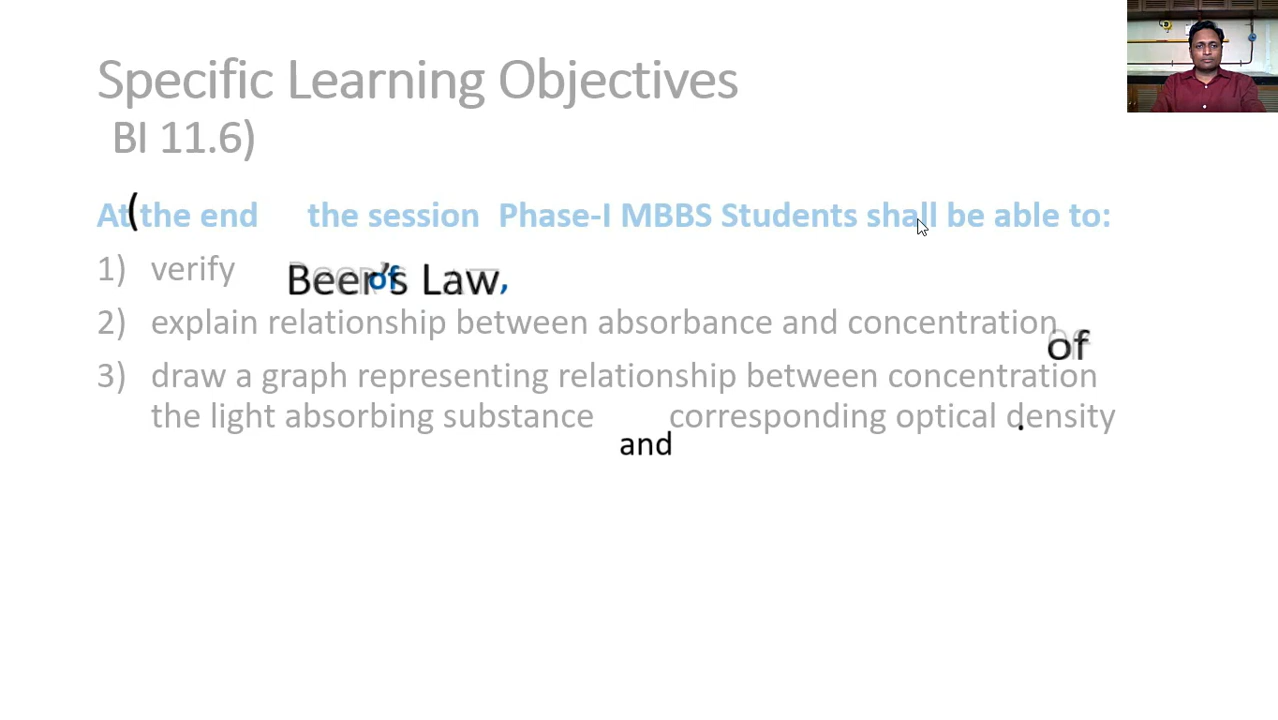 Specific Learning Objectives
BI 11.6)
At ( the end the session Phase-I MBBS Students shall be able to:
1) verify Beer's Law of ,
2) explain relationship between absorbance and concentration
of
3) draw a graph representing relationship between concentration
the light absorbing substance corresponding optical density .
and